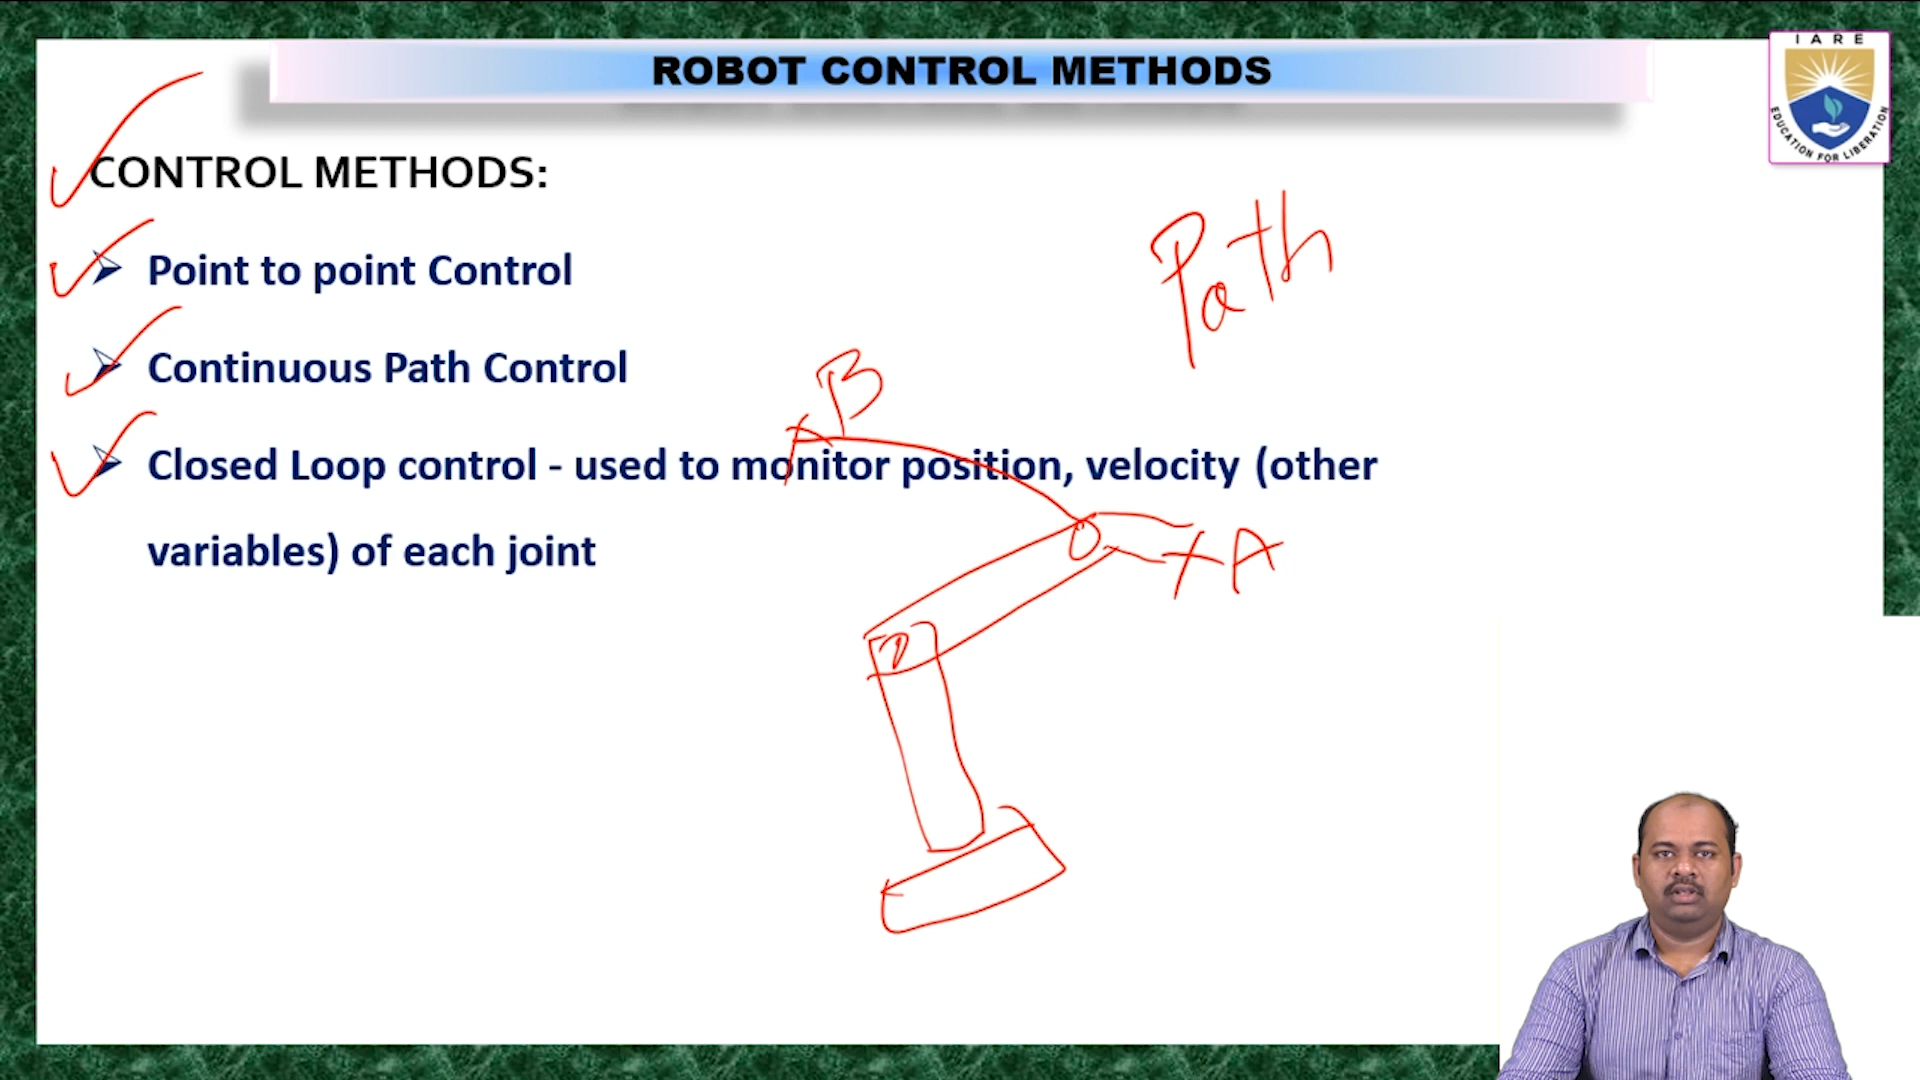 ROBOT CONTROL METHODS
IARE
EDUCATION FOR LIBERATION
CONTROL METHODS:
Point to point Control
Continuous Path Control
Closed Loop control - used to monitor position, velocity (other
variables) of each joint
Path
B
A